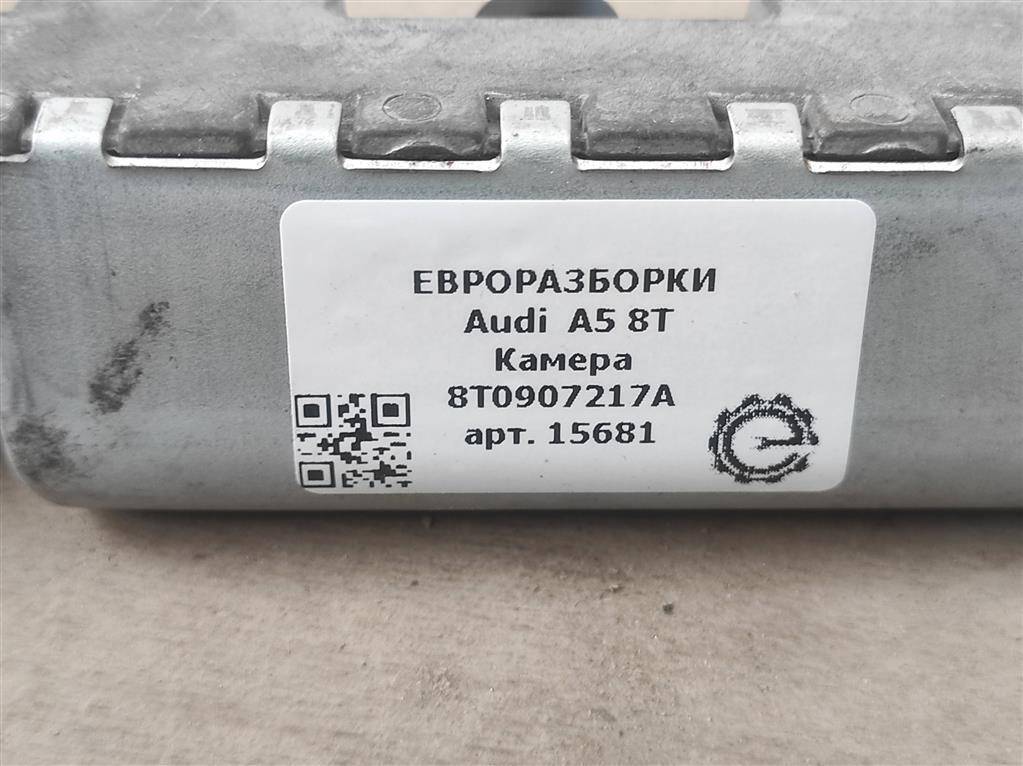 ЕВРОРАЗБОРКИ
Audi A5 8T
Камера
8T0907217A
арт. 15681